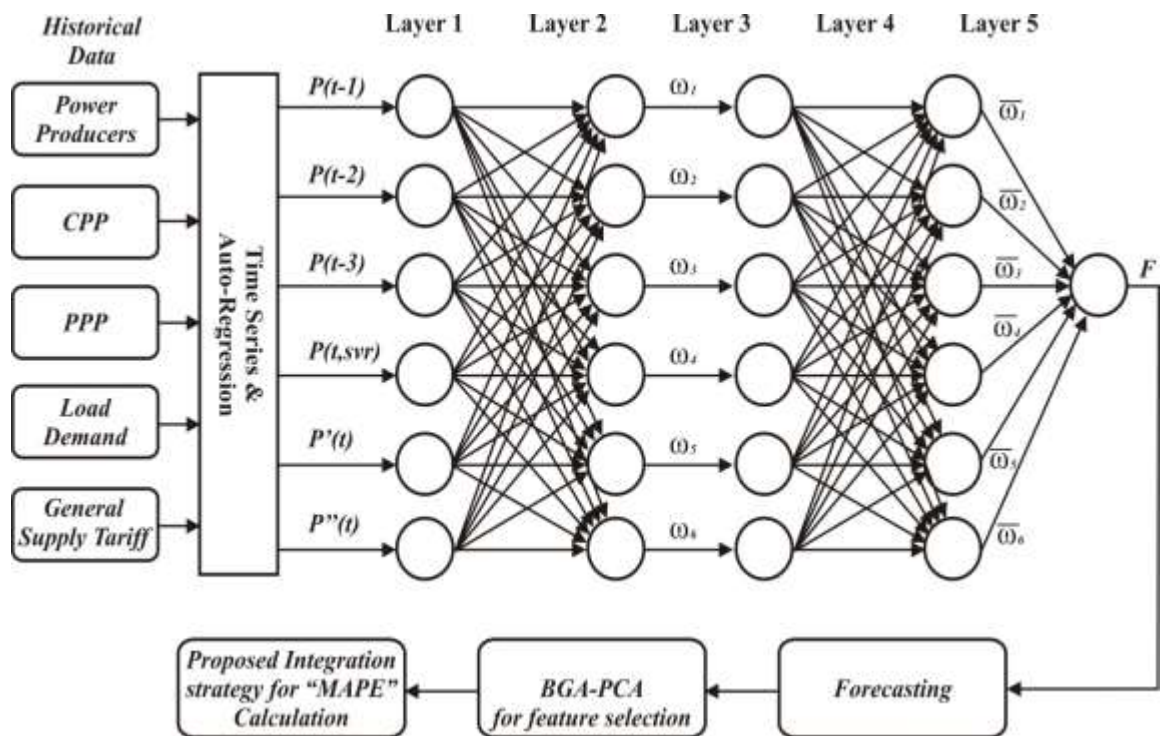 Historical
Data
Layer 1
Layer 2
Layer 3
Layer 4
Layer 5
Power
Producers
CPP
PPP
Load
Demand
General
Supply Tariff
Time Series &
Auto-Regression
P(t-1)
P(t-2)
P(t-3)
P(t,svr)
P'(t)
P''(t)
ω₁
ω₂
ω₃
ω₄
ω₅
ω₆
ω̅₁
ω̅₂
ω̅₃
ω̅₄
ω̅₅
ω̅₆
F
Proposed Integration
strategy for “MAPE”
Calculation
BGA-PCA
for feature selection
Forecasting